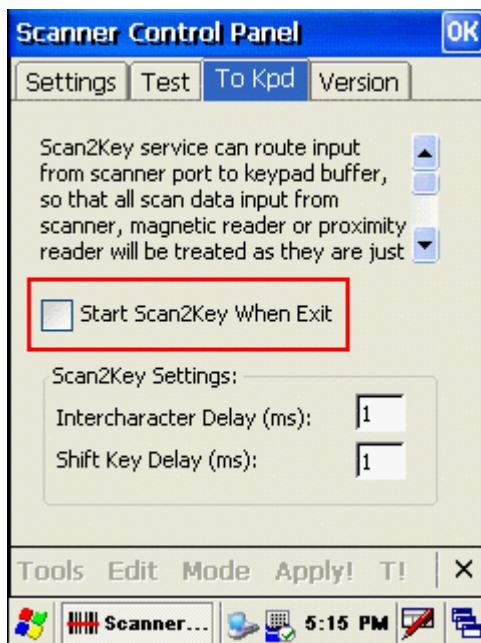 Scanner Control Panel OK
Settings Test To Kpd Version
Scan2Key service can route input
from scanner port to keypad buffer,
so that all scan data input from
scanner, magnetic reader or proximity
reader will be treated as they are just
Start Scan2Key When Exit
Scan2Key Settings:
Intercharacter Delay (ms): 1
Shift Key Delay (ms): 1
Tools Edit Mode Apply! T! ×
Scanner... 5:15 PM